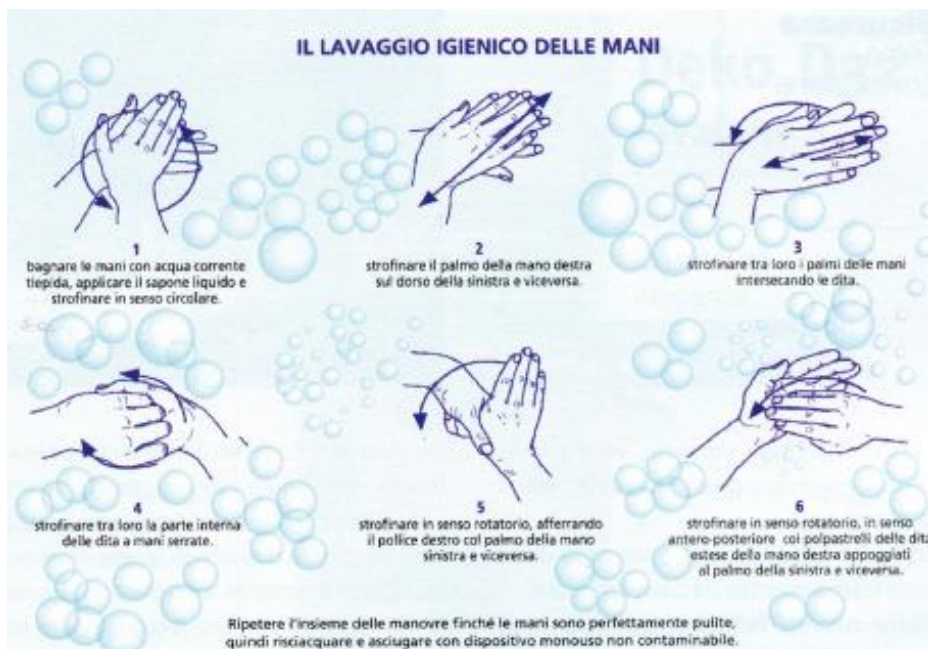 IL LAVAGGIO IGIENICO DELLE MANI
1
bagnare le mani con acqua corrente
tiepida, applicare il sapone liquido e
strofinare in senso circolare.
2
strofinare il palmo della mano destra
sul dorso della sinistra e viceversa.
3
strofinare tra loro i palmi delle mani
intersecando le dita.
4
strofinare tra loro la parte interna
delle dita a mani serrate.
5
strofinare in senso rotatorio, afferrando
il pollice destro col palmo della mano
sinistra e viceversa.
6
strofinare in senso rotatorio, in senso
antero-posteriore coi polpastrelli delle dita
estese della mano destra appoggiati
al palmo della sinistra e viceversa.
Ripetere l'insieme delle manovre finché le mani sono perfettamente pulite,
quindi risciacquare e asciugare con dispositivo monouso non contaminabile.